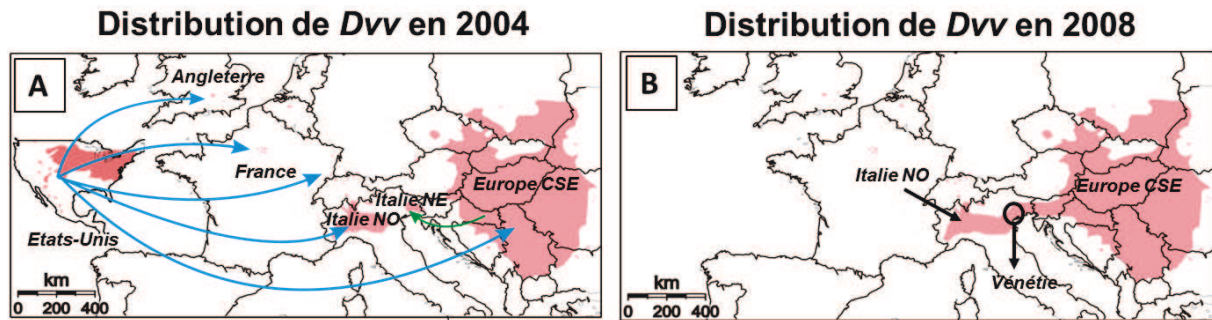 Distribution de Dvv en 2004
A
Angleterre
France
Europe CSE
Italie NE
Italie NO
Etats-Unis
km
0 200 400
Distribution de Dvv en 2008
B
Italie NO
Europe CSE
Vénétie
km
0 200 400